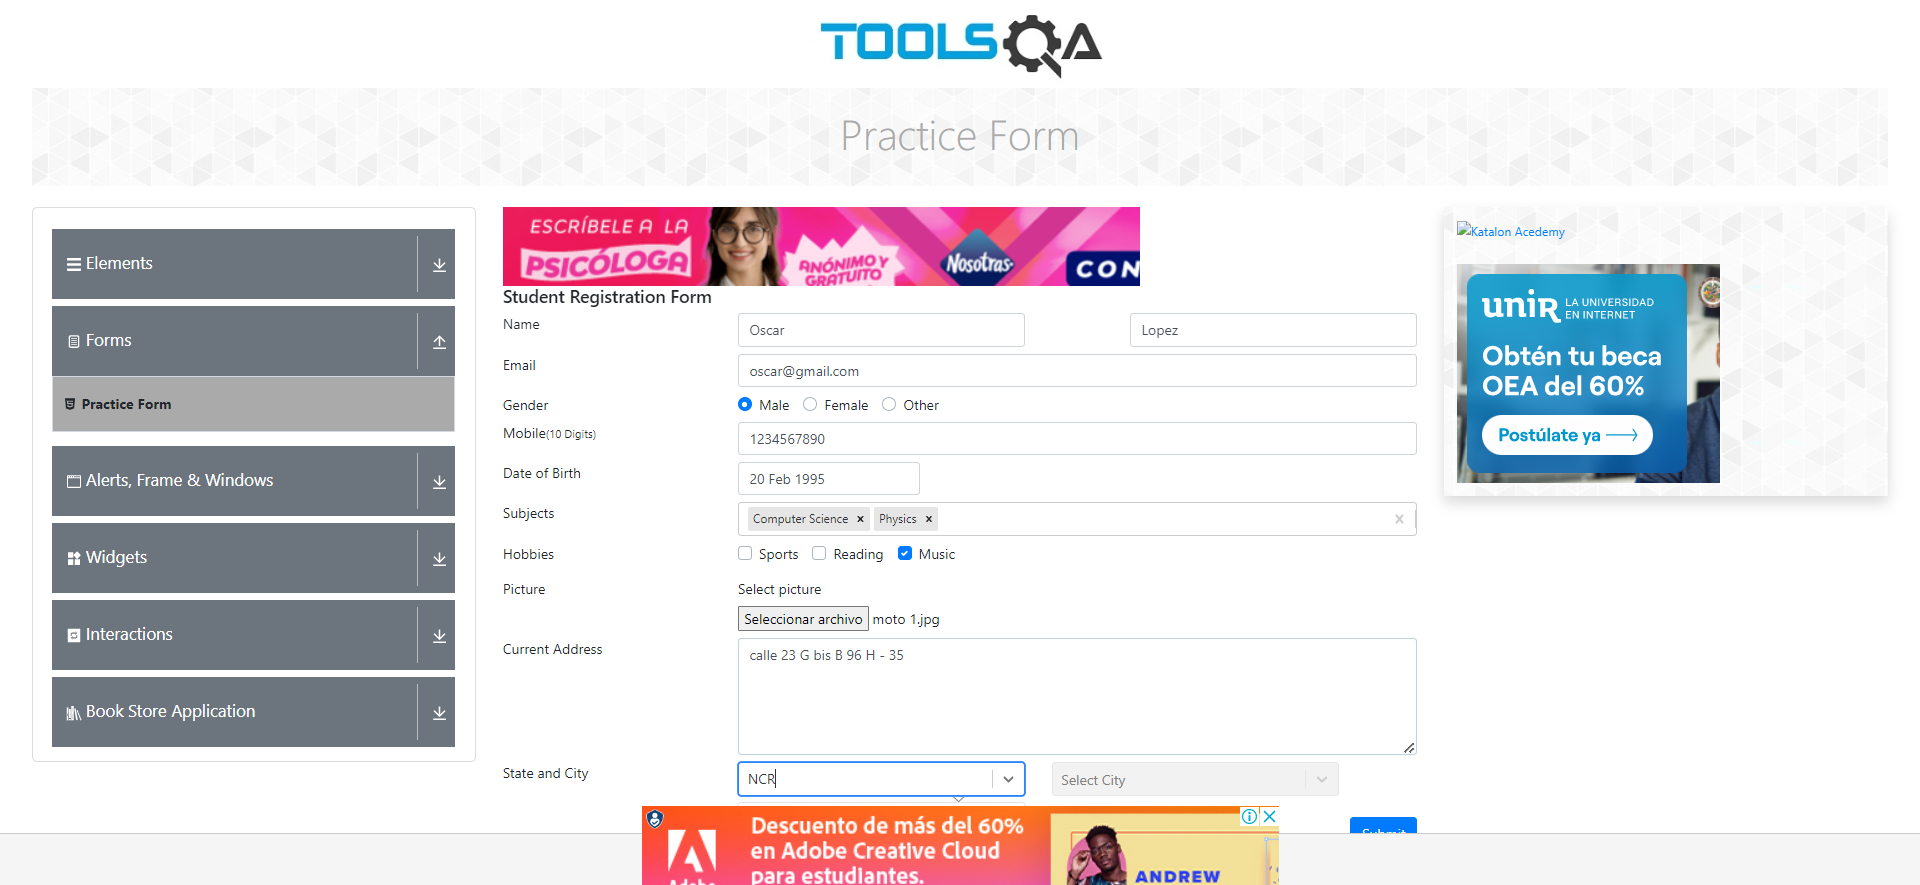 TOOLSQA
Practice Form
Elements
Forms
Practice Form
Alerts, Frame & Windows
Widgets
Interactions
Book Store Application
ESCRÍBELE A LA
PSICÓLOGA
ANÓNIMO Y
GRATUITO
Nosotras
CON
Student Registration Form
Name
Oscar
Lopez
Email
oscar@gmail.com
Gender
Male Female Other
Mobile(10 Digits)
1234567890
Date of Birth
20 Feb 1995
Subjects
Computer Science x Physics x
Hobbies
Sports Reading Music
Picture
Select picture
Seleccionar archivo moto 1.jpg
Current Address
calle 23 G bis B 96 H - 35
State and City
NCR
Select City
Submit
Descuento de más del 60%
en Adobe Creative Cloud
para estudiantes.
Adobe
ANDREW
Katalon Acedemy
unir LA UNIVERSIDAD
EN INTERNET
Obtén tu beca
OEA del 60%
Postúlate ya